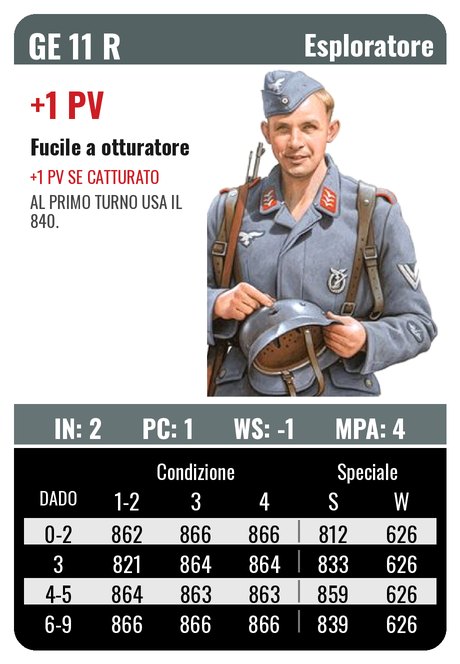 GE 11 R Esploratore
+1 PV
Fucile a otturatore
+1 PV SE CATTURATO
AL PRIMO TURNO USA IL
840.
IN: 2 PC: 1 WS: -1 MPA: 4
Condizione Speciale
DADO 1-2 3 4 S W
0-2 862 866 866 812 626
3 821 864 864 833 626
4-5 864 863 863 859 626
6-9 866 866 866 839 626